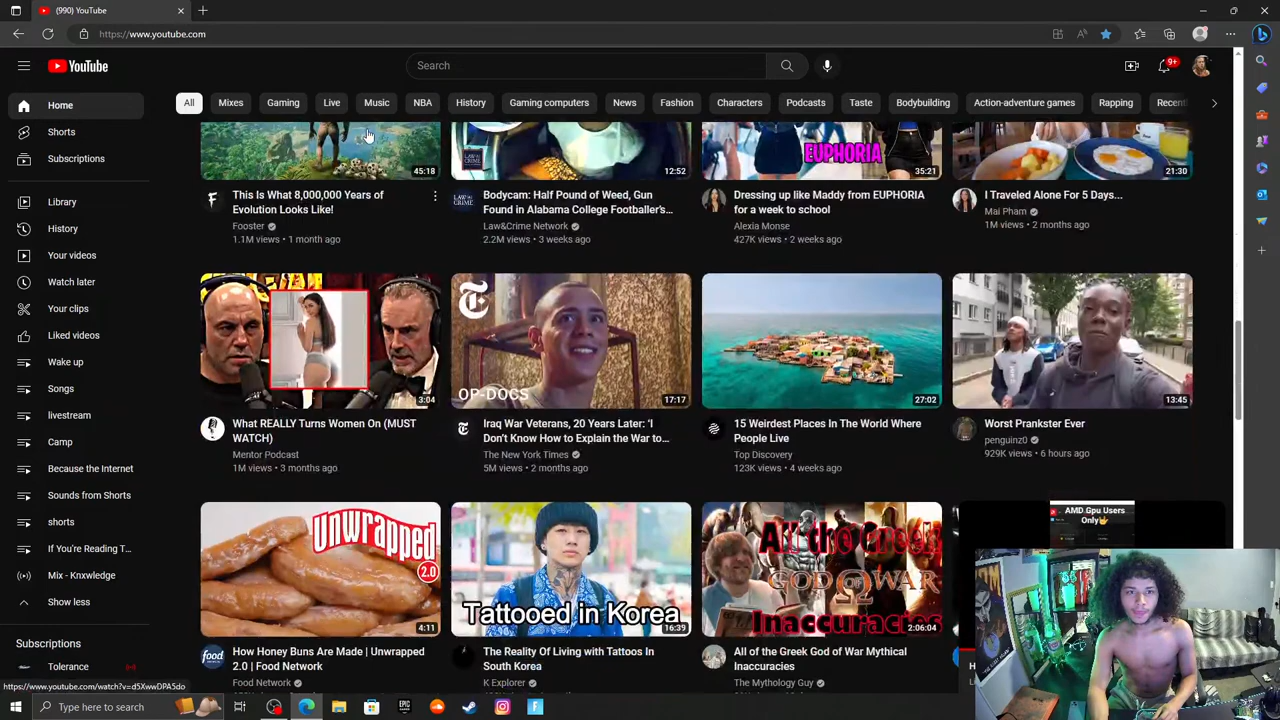 (990) YouTube
https://www.youtube.com
9+
YouTube
Search
Home
Shorts
Subscriptions
Library
History
Your videos
Watch later
Your clips
Liked videos
Wake up
Songs
livestream
Camp
Because the Internet
Sounds from Shorts
shorts
If You're Reading T...
Mix - Knxwledge
Show less
Subscriptions
Tolerance
All
Mixes
Gaming
Live
Music
NBA
History
Gaming computers
News
Fashion
Characters
Podcasts
Taste
Bodybuilding
Action-adventure games
Rapping
Recent
45:18
This Is What 8,000,000 Years of
Evolution Looks Like!
Fooster
1.1M views • 1 month ago
LAW&CRIME
12:52
Bodycam: Half Pound of Weed, Gun
Found in Alabama College Footballer's...
Law&Crime Network
2.2M views • 3 weeks ago
EUPHORIA
35:21
Dressing up like Maddy from EUPHORIA
for a week to school
Alexia Monse
427K views • 2 weeks ago
21:30
I Traveled Alone For 5 Days...
Mai Pham
1M views • 2 months ago
3:04
What REALLY Turns Women On (MUST
WATCH)
Mentor Podcast
1M views • 3 months ago
OP-DOCS
17:17
Iraq War Veterans, 20 Years Later: 'I
Don't Know How to Explain the War to...
The New York Times
5M views • 2 months ago
27:02
15 Weirdest Places In The World Where
People Live
Top Discovery
123K views • 4 weeks ago
13:45
Worst Prankster Ever
penguinz0
929K views • 6 hours ago
Unwrapped
2.0
food
4:11
How Honey Buns Are Made | Unwrapped
2.0 | Food Network
Food Network
Tattooed in Korea
16:39
The Reality Of Living with Tattoos In
South Korea
K Explorer
All the Greek
GOD OF WAR
Inaccuracies
2:06:04
All of the Greek God of War Mythical
Inaccuracies
The Mythology Guy
AMD Gpu Users
Only
https://www.youtube.com/watch?v=d5XwwDPA5do
Type here to search
EPIC